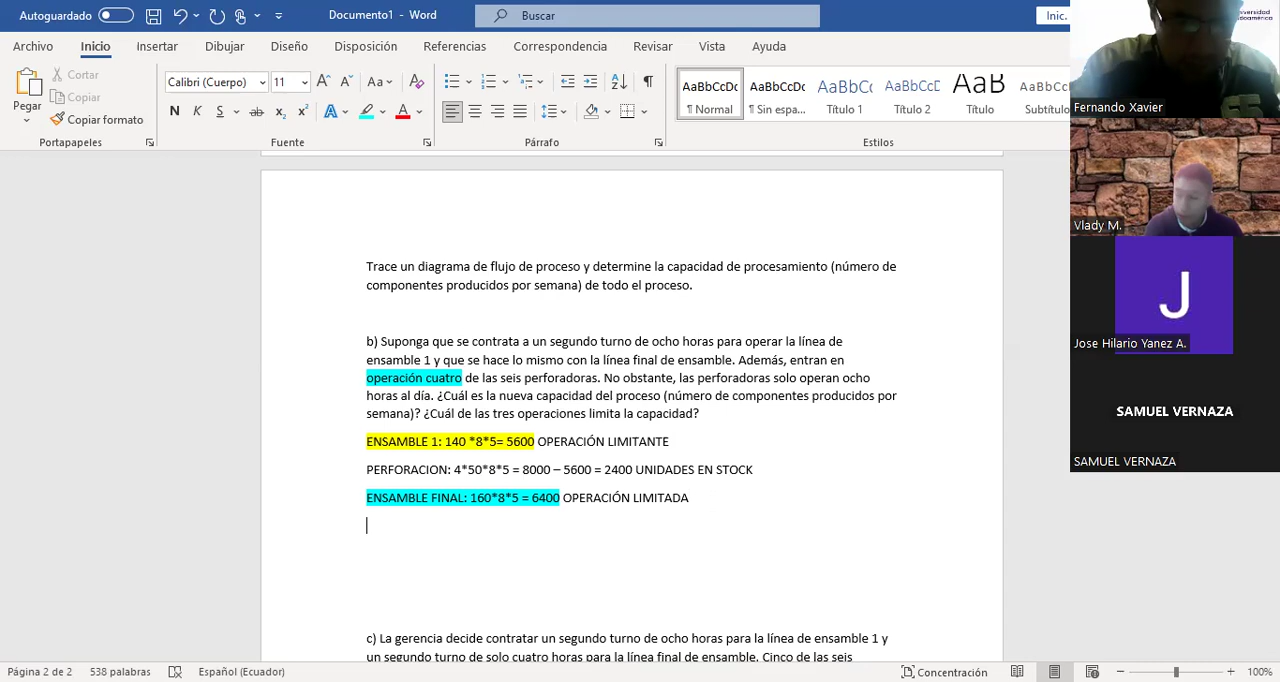 Autoguardado
Documento1 - Word
Buscar
Inic.
Archivo Inicio Insertar Dibujar Diseño Disposición Referencias Correspondencia Revisar Vista Ayuda
Pegar
Cortar
Copiar
Copiar formato
Portapapeles
Calibri (Cuerpo) 11
Aa
N K S ab x₂ x²
Fuente
Párrafo
AaBbCcDc AaBbCcDc AaBbCc AaBbCcD AaB AaBbCc
¶ Normal ¶ Sin espa... Título 1 Título 2 Título Subtítulo
Estilos
Trace un diagrama de flujo de proceso y determine la capacidad de procesamiento (número de
componentes producidos por semana) de todo el proceso.
b) Suponga que se contrata a un segundo turno de ocho horas para operar la línea de
ensamble 1 y que se hace lo mismo con la línea final de ensamble. Además, entran en
operación cuatro de las seis perforadoras. No obstante, las perforadoras solo operan ocho
horas al día. ¿Cuál es la nueva capacidad del proceso (número de componentes producidos por
semana)? ¿Cuál de las tres operaciones limita la capacidad?
ENSAMBLE 1: 140 *8*5= 5600 OPERACIÓN LIMITANTE
PERFORACION: 4*50*8*5 = 8000 – 5600 = 2400 UNIDADES EN STOCK
ENSAMBLE FINAL: 160*8*5 = 6400 OPERACIÓN LIMITADA
c) La gerencia decide contratar un segundo turno de ocho horas para la línea de ensamble 1 y
un segundo turno de solo cuatro horas para la línea final de ensamble. Cinco de las seis
Fernando Xavier
Vlady M.
J
Jose Hilario Yanez A.
SAMUEL VERNAZA
SAMUEL VERNAZA
Página 2 de 2 538 palabras Español (Ecuador) Concentración 100%